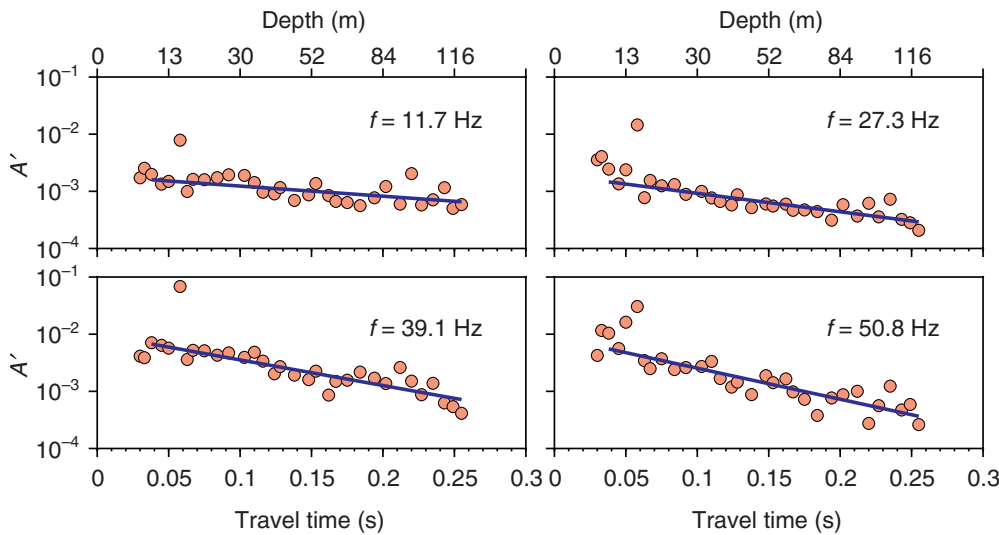 Depth (m) Depth (m)
0 13 30 52 84 116 0 13 30 52 84 116
10⁻¹
10⁻²
10⁻³
10⁻⁴
A′
f = 11.7 Hz f = 27.3 Hz
10⁻¹
10⁻²
10⁻³
10⁻⁴
A′
f = 39.1 Hz f = 50.8 Hz
0 0.05 0.1 0.15 0.2 0.25 0.3 0 0.05 0.1 0.15 0.2 0.25 0.3
Travel time (s) Travel time (s)